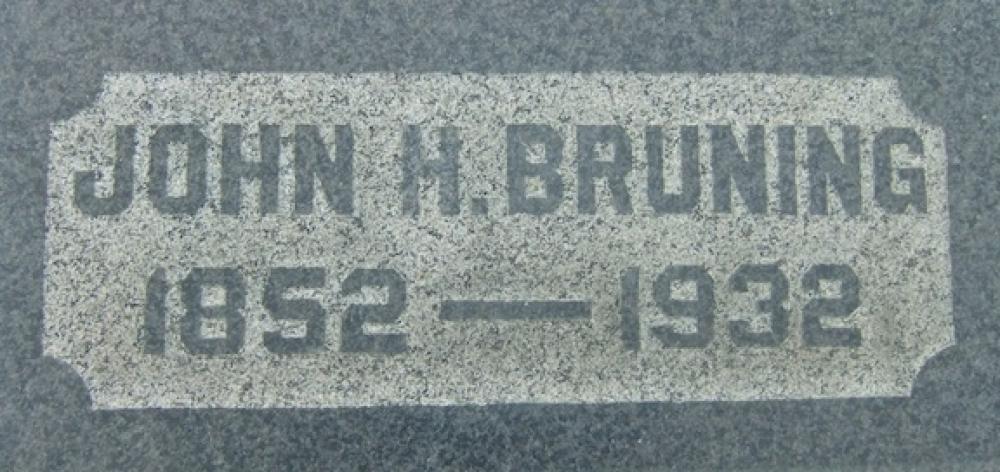 JOHN H. BRUNING
1852 — 1932